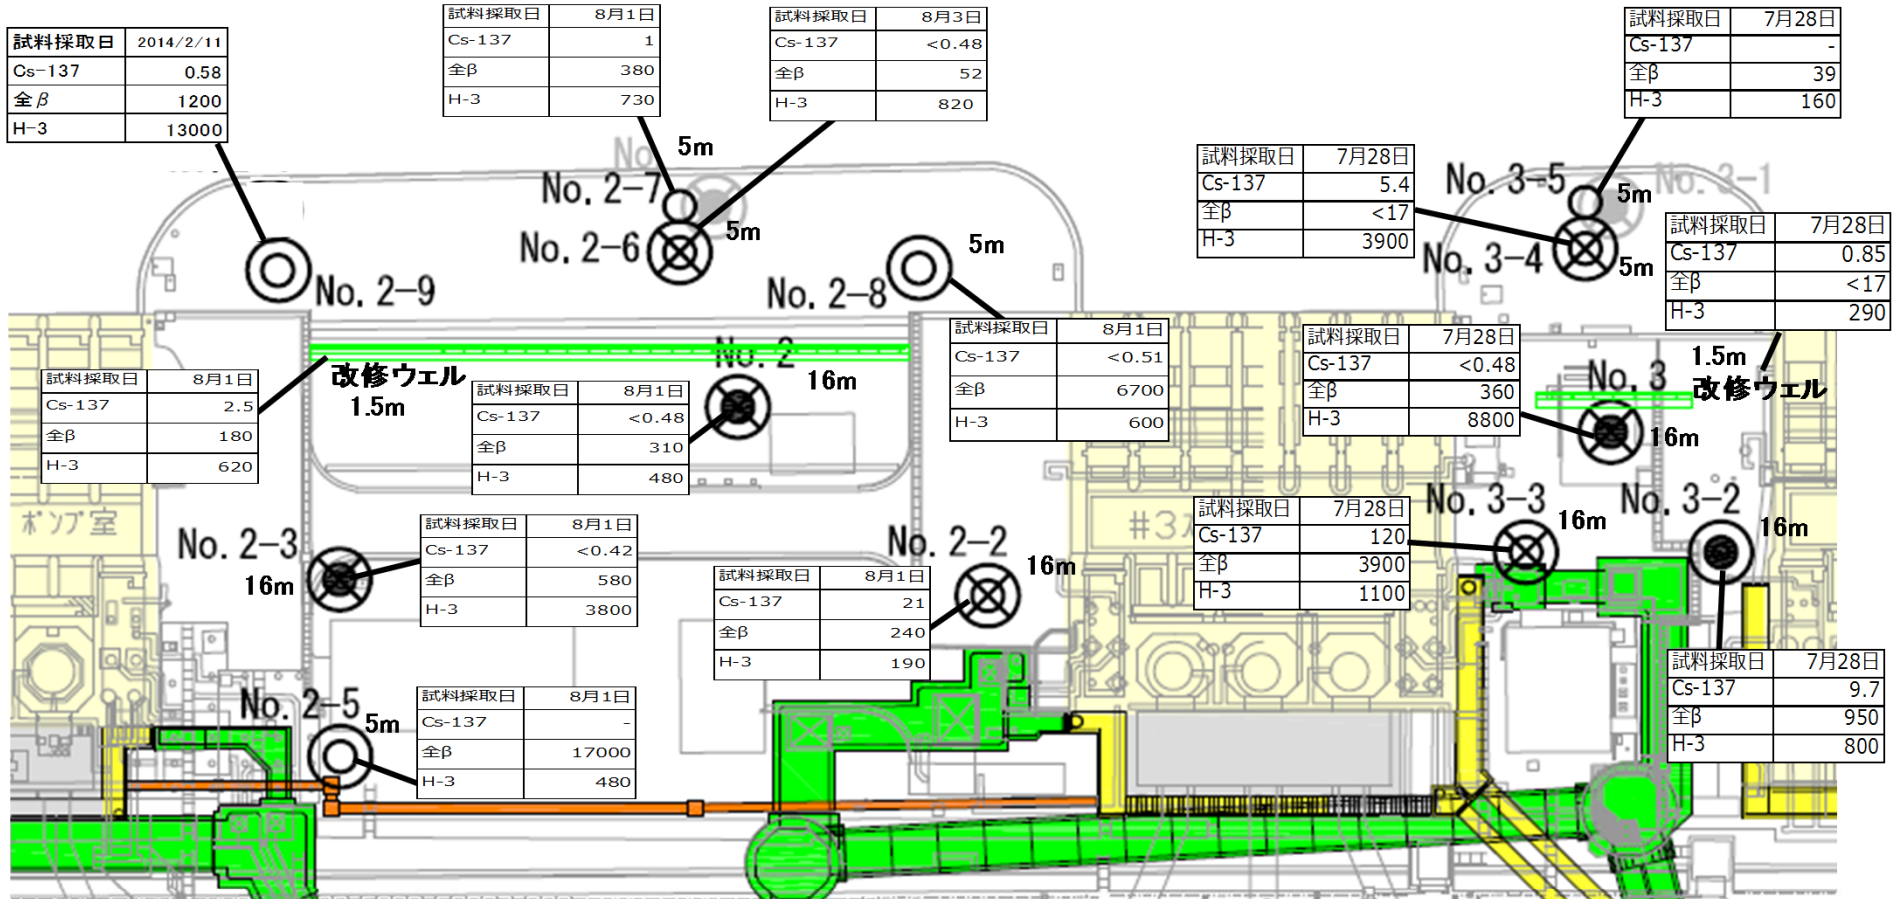 試料採取日 2014/2/11
Cs-137 0.58
全β 1200
H-3 13000
試料採取日 8月1日
Cs-137 1
全β 380
H-3 730
試料採取日 8月3日
Cs-137 <0.48
全β 52
H-3 820
試料採取日 7月28日
Cs-137 -
全β 39
H-3 160
試料採取日 7月28日
Cs-137 5.4
全β <17
H-3 3900
試料採取日 7月28日
Cs-137 0.85
全β <17
H-3 290
No
5m
No. 2-7
No. 2-6
5m
No. 2-9
No. 2-8
5m
No. 3-5
5m
No. 3-1
No. 3-4
5m
試料採取日 8月1日
Cs-137 2.5
全β 180
H-3 620
改修ウェル
1.5m
No. 2
16m
試料採取日 8月1日
Cs-137 <0.48
全β 310
H-3 480
試料採取日 8月1日
Cs-137 <0.51
全β 6700
H-3 600
試料採取日 7月28日
Cs-137 <0.48
全β 360
H-3 8800
No. 3
16m
1.5m
改修ウェル
ポンプ室
No. 2-3
16m
試料採取日 8月1日
Cs-137 <0.42
全β 580
H-3 3800
No. 2-2
16m
試料採取日 8月1日
Cs-137 21
全β 240
H-3 190
#3
試料採取日 7月28日
Cs-137 120
全β 3900
H-3 1100
No. 3-3
16m
No. 3-2
16m
No. 2-5
5m
試料採取日 8月1日
Cs-137 -
全β 17000
H-3 480
試料採取日 7月28日
Cs-137 9.7
全β 950
H-3 800